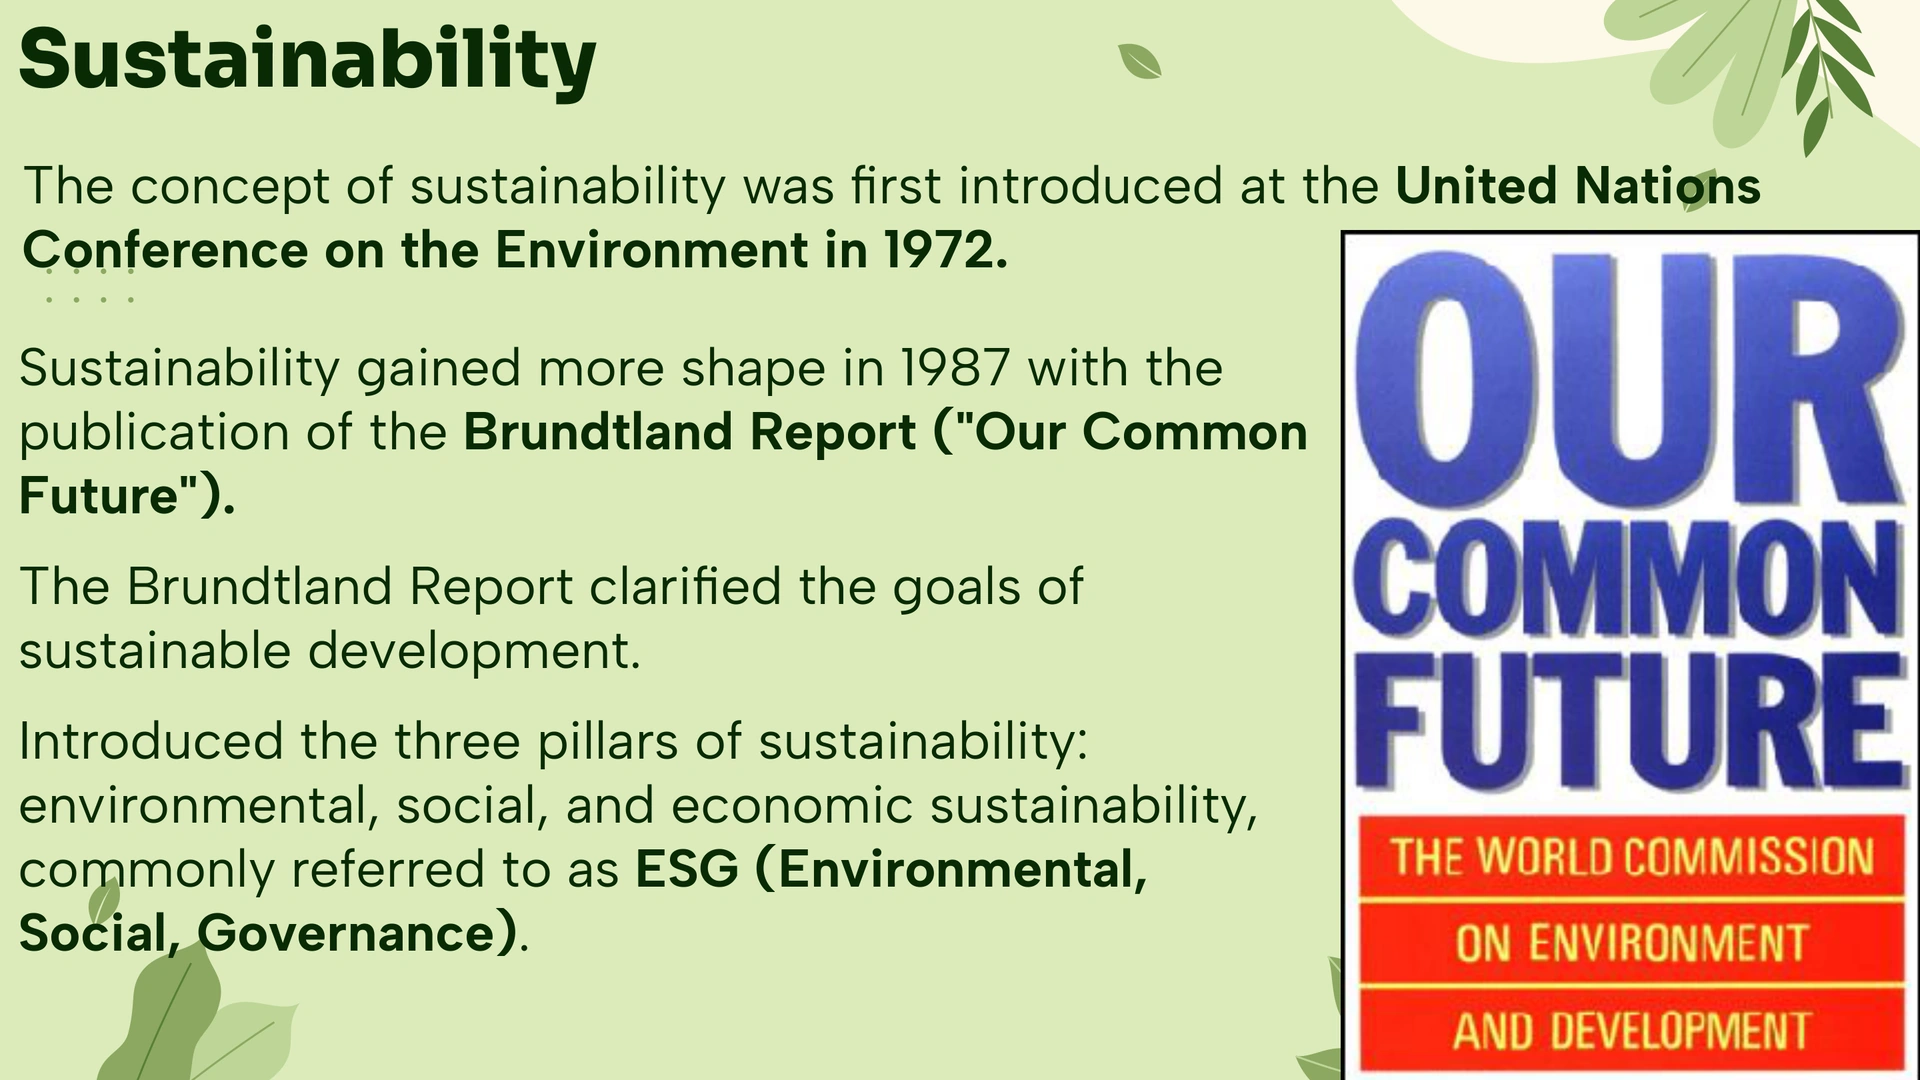 Sustainability
The concept of sustainability was first introduced at the United Nations
Conference on the Environment in 1972.
Sustainability gained more shape in 1987 with the
publication of the Brundtland Report ("Our Common
Future").
The Brundtland Report clarified the goals of
sustainable development.
Introduced the three pillars of sustainability:
environmental, social, and economic sustainability,
commonly referred to as ESG (Environmental,
Social, Governance).
OUR
COMMON
FUTURE
THE WORLD COMMISSION
ON ENVIRONMENT
AND DEVELOPMENT